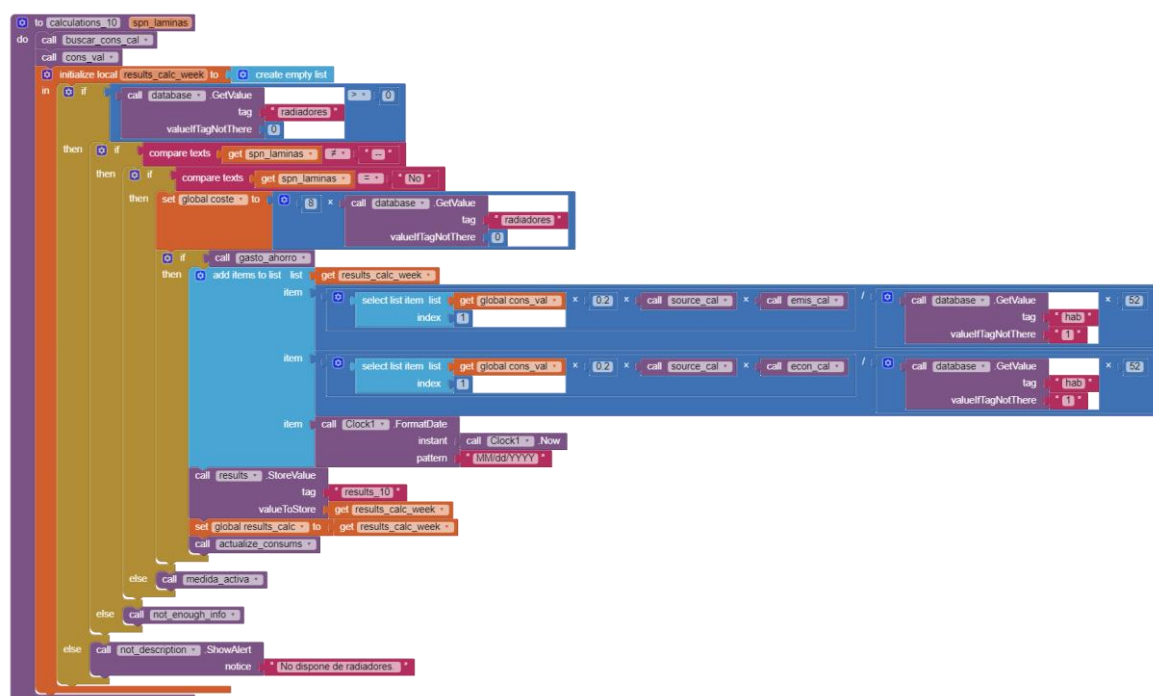 to calculations_10 spn_laminas
do call buscar_cons_cal
call cons_val
initialize local results_calc_week to create empty list
in if call database .GetValue > 0
tag " radiadores "
valueIfTagNotThere 0
then if compare texts get spn_laminas ≠ " -- "
then if compare texts get spn_laminas = " No "
then set global coste to 8 × call database .GetValue
tag " radiadores "
valueIfTagNotThere 0
if call gasto_ahorro
then add items to list list get results_calc_week
item select list item list get global cons_val × 0.2 × call source_cal × call emis_cal / call database .GetValue × 52
index 1 tag " hab "
valueIfTagNotThere " 1 "
item select list item list get global cons_val × 0.2 × call source_cal × call econ_cal / call database .GetValue × 52
index 1 tag " hab "
valueIfTagNotThere " 1 "
item call Clock1 .FormatDate
instant call Clock1 .Now
pattern " MM/dd/YYYY "
call results .StoreValue
tag " results_10 "
valueToStore get results_calc_week
set global results_calc to get results_calc_week
call actualize_consums
else call medida_activa
else call not_enough_info
else call not_description .ShowAlert
notice " No dispone de radiadores. "